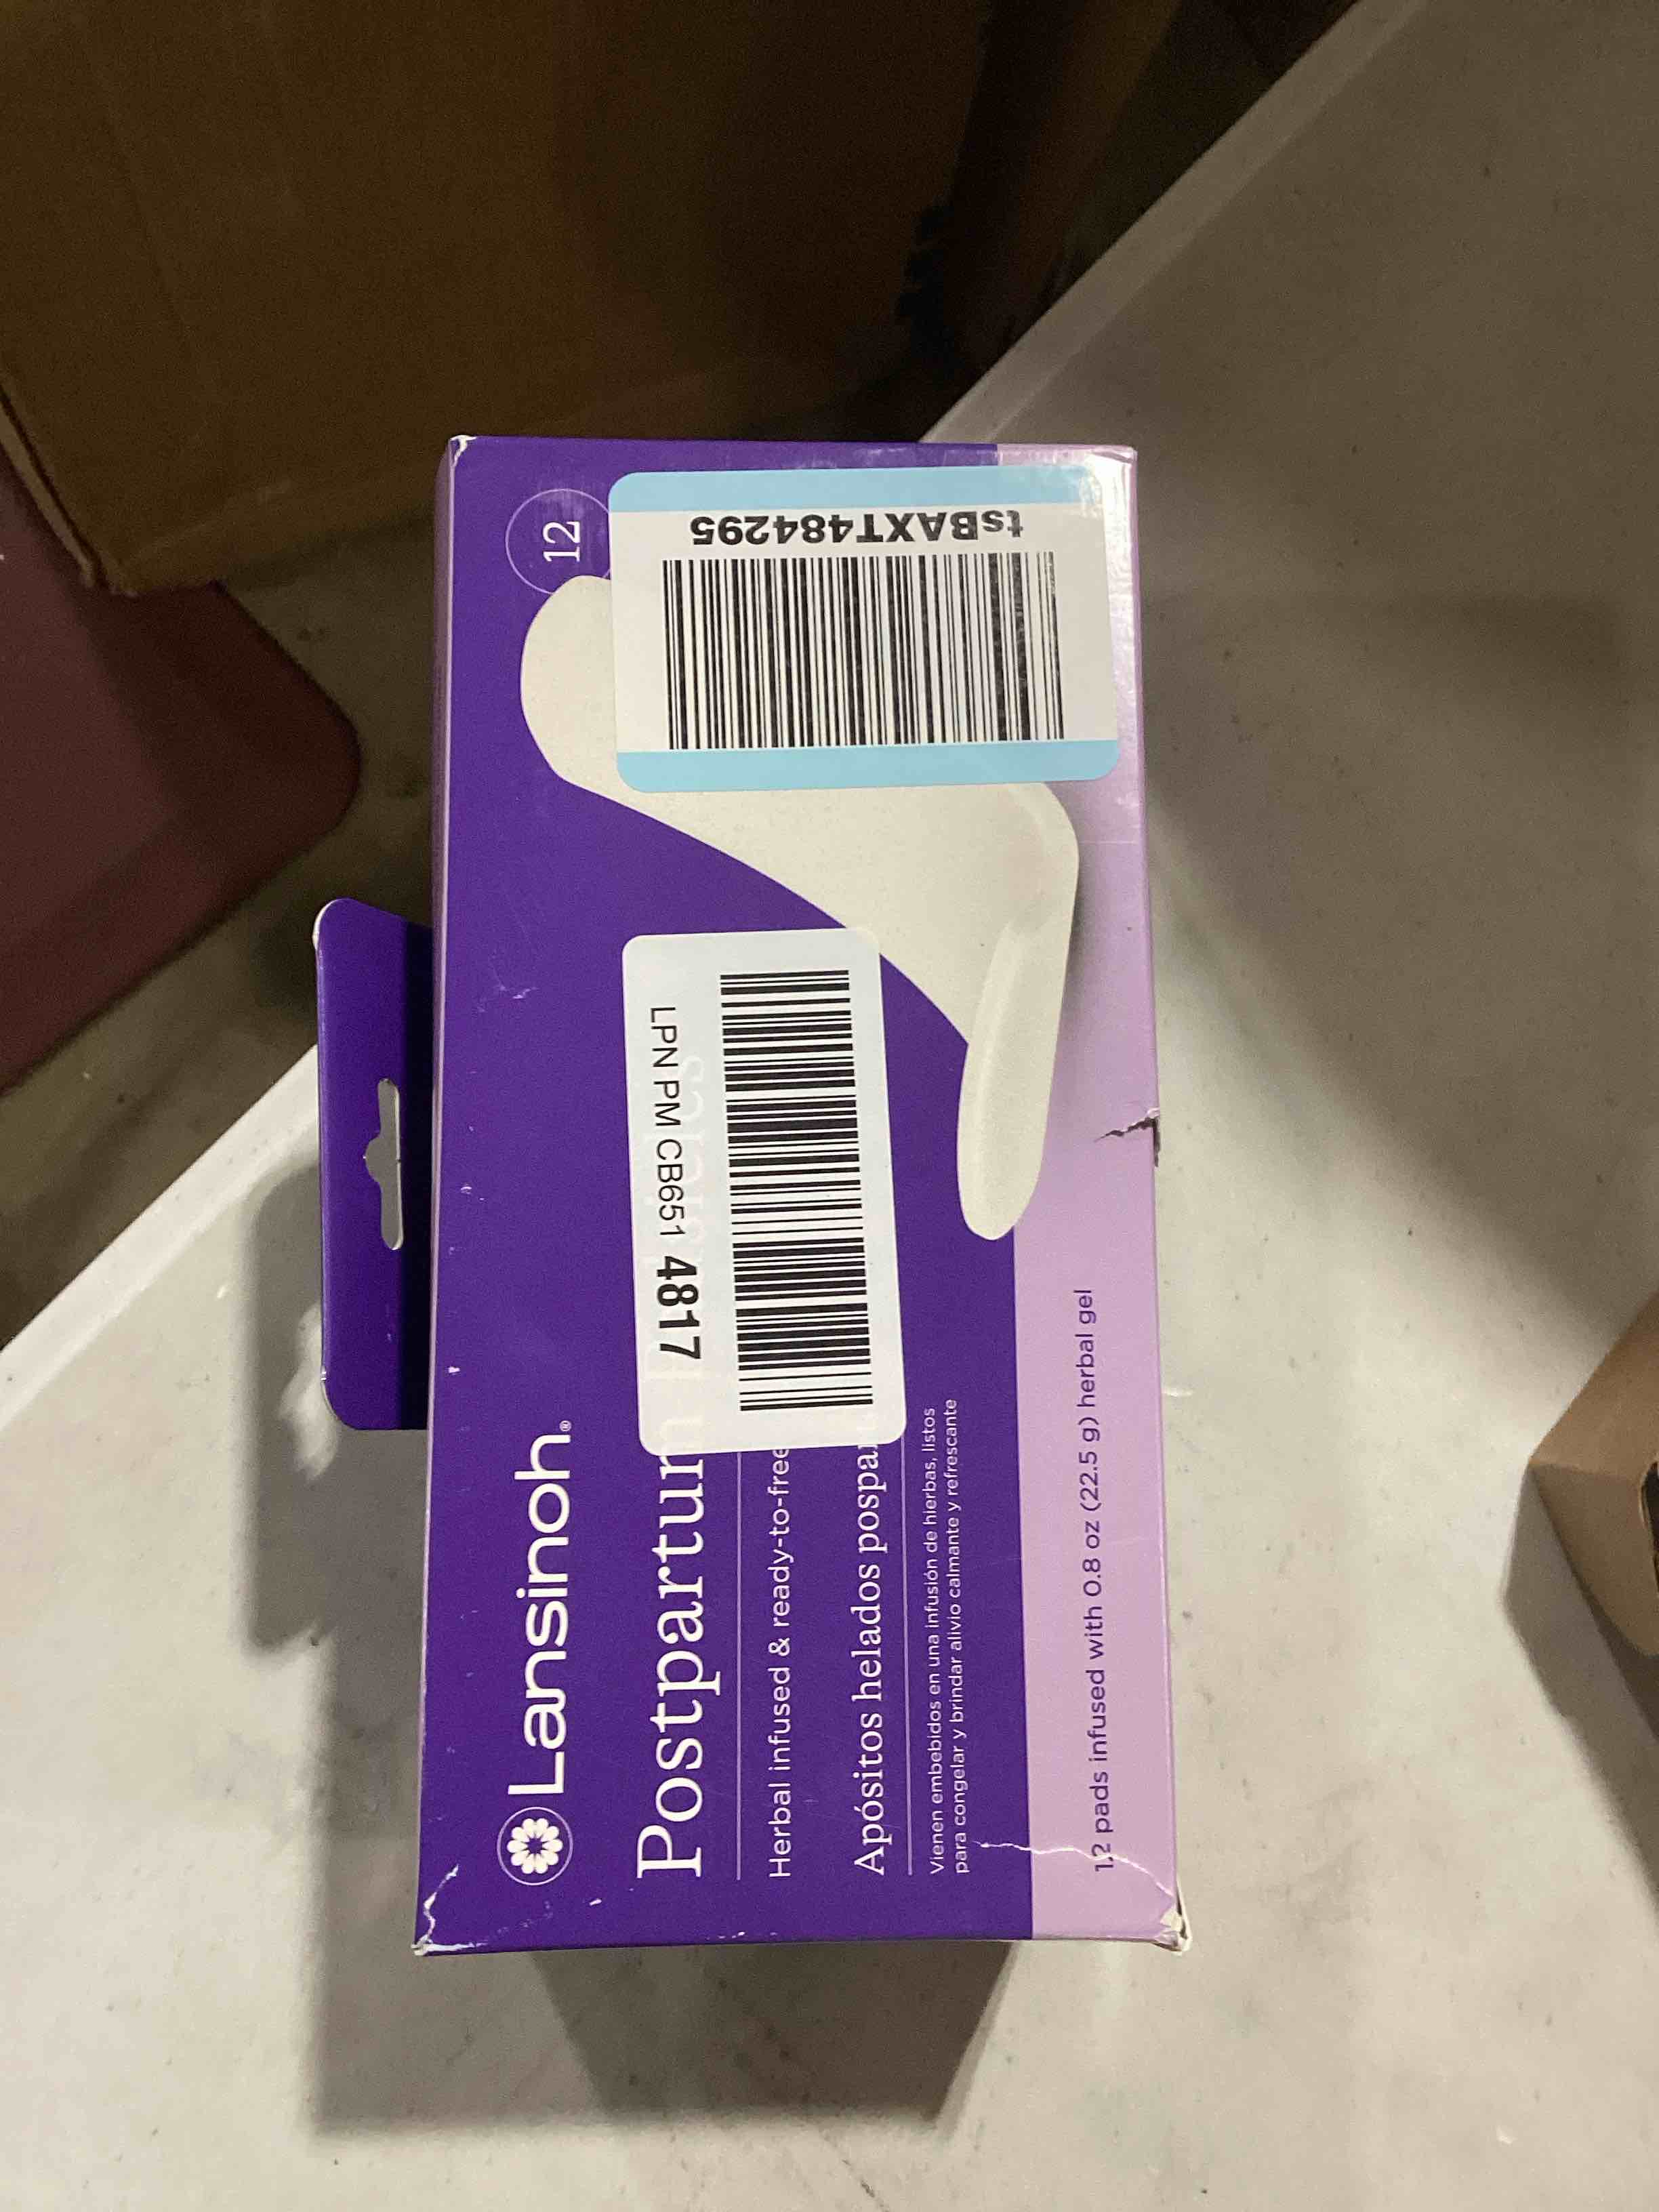 Lansinoh®
12
Postpartum
Herbal infused & ready-to-free
Apósitos helados pospa
Vienen embebidos en una infusión de hierbas, listos
para congelar y brindar alivio calmante y refrescante
12 pads infused with 0.8 oz (22.5 g) herbal gel
LPN PM CB651 4817
tsBAXT484295